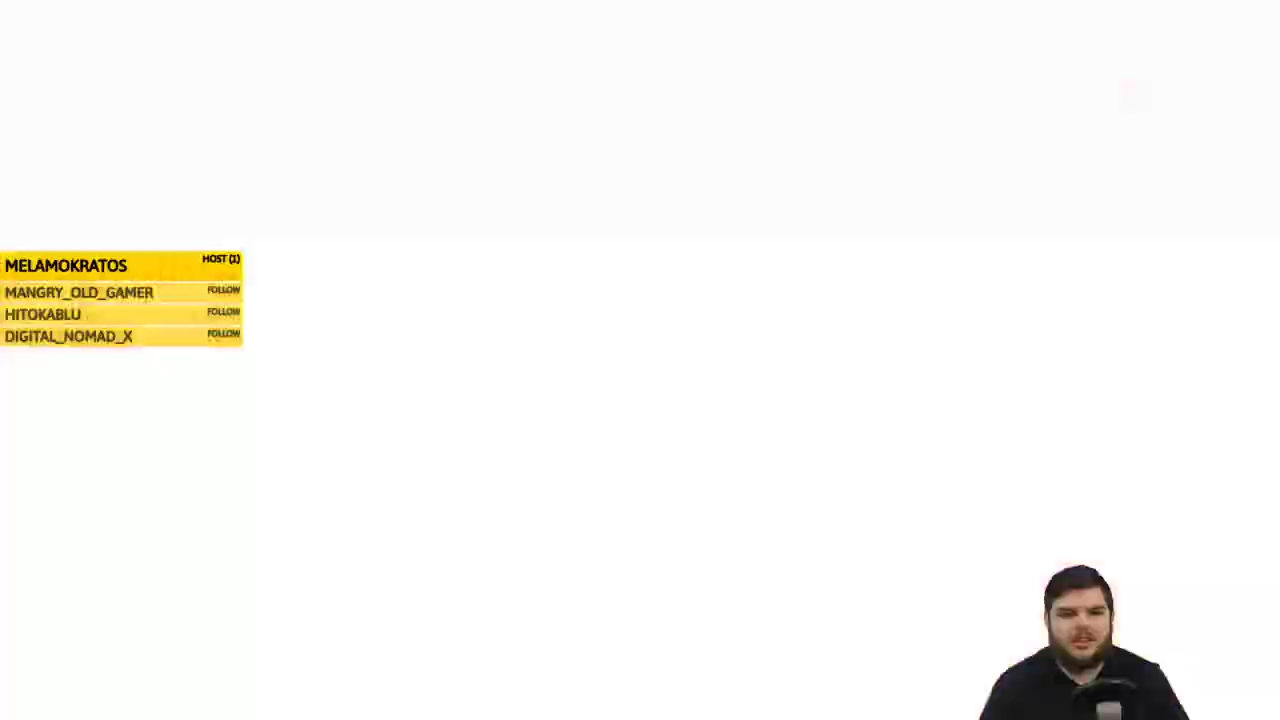 MELAMOKRATOS HOST (1)
MANGRY_OLD_GAMER FOLLOW
HITOKABLU FOLLOW
DIGITAL_NOMAD_X FOLLOW